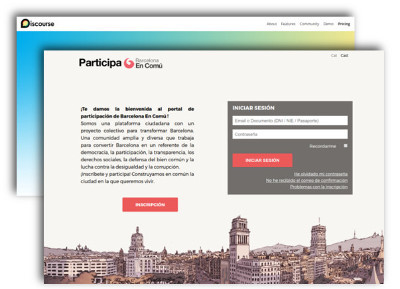 Discourse
About Features Community Demo Pricing
Participa Barcelona
En Comú
Cat Cast
¡Te damos la bienvenida al portal de
participación de Barcelona En Comú!
Somos una plataforma ciudadana con un
proyecto colectivo para transformar Barcelona.
Una comunidad amplia y diversa que trabaja
para convertir Barcelona en un referente de la
democracia, la participación, la transparencia, los
derechos sociales, la defensa del bien común y la
lucha contra la desigualdad y la corrupción.
¡Inscríbete y participa! Construyamos en común la
ciudad en la que queremos vivir.
INSCRIPCIÓN
INICIAR SESIÓN
Email o Documento (DNI / NIE / Pasaporte)
Contraseña
Recordarme
INICIAR SESIÓN
He olvidado mi contraseña
No he recibido el correo de confirmación
Problemas con la inscripción